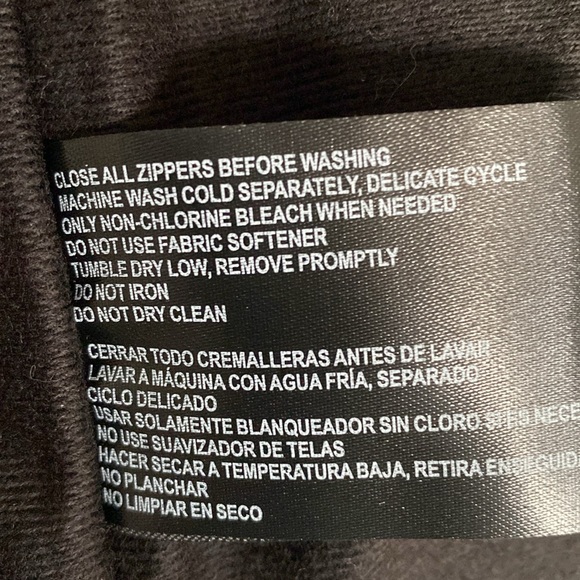 CLOSE ALL ZIPPERS BEFORE WASHING
MACHINE WASH COLD SEPARATELY, DELICATE CYCLE
ONLY NON-CHLORINE BLEACH WHEN NEEDED
DO NOT USE FABRIC SOFTENER
TUMBLE DRY LOW, REMOVE PROMPTLY
DO NOT IRON
DO NOT DRY CLEAN
CERRAR TODO CREMALLERAS ANTES DE LAVAR
LAVAR A MÁQUINA CON AGUA FRÍA, SEPARADO
CICLO DELICADO
USAR SOLAMENTE BLANQUEADOR SIN CLORO
NO USE SUAVIZADOR DE TELAS
HACER SECAR A TEMPERATURA BAJA, RETIRA
NO PLANCHAR
NO LIMPIAR EN SECO